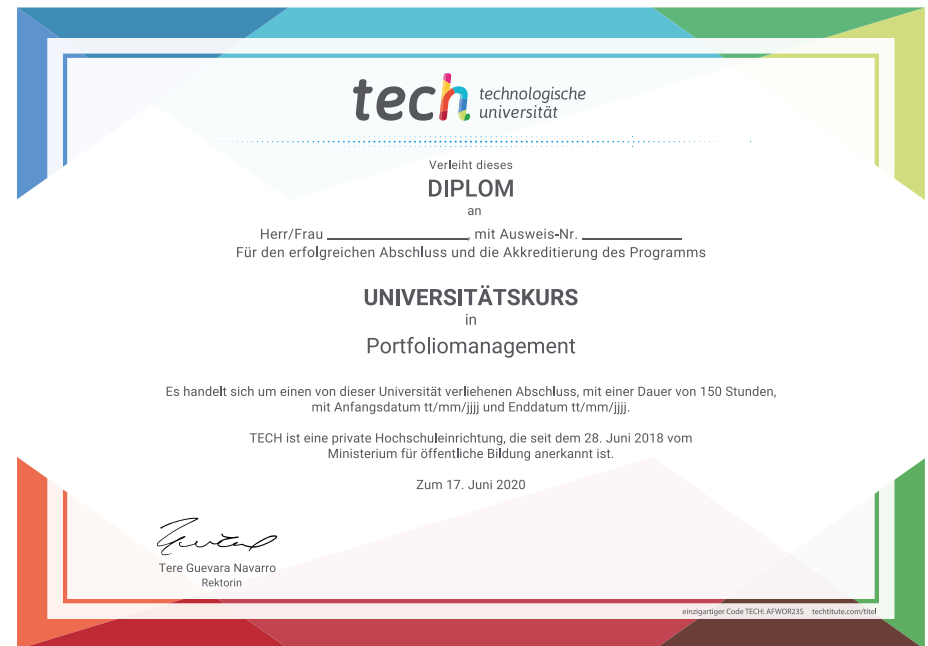 tech technologische
universität
Verleiht dieses
DIPLOM
an
Herr/Frau ____________, mit Ausweis-Nr. ____________
Für den erfolgreichen Abschluss und die Akkreditierung des Programms
UNIVERSITÄTSKURS
in
Portfoliomanagement
Es handelt sich um einen von dieser Universität verliehenen Abschluss, mit einer Dauer von 150 Stunden,
mit Anfangsdatum tt/mm/jjjj und Enddatum tt/mm/jjjj.
TECH ist eine private Hochschuleinrichtung, die seit dem 28. Juni 2018 vom
Ministerium für öffentliche Bildung anerkannt ist.
Zum 17. Juni 2020
Tere Guevara Navarro
Rektorin
einzigartiger Code TECH: AFWOR23S techtitute.com/titel